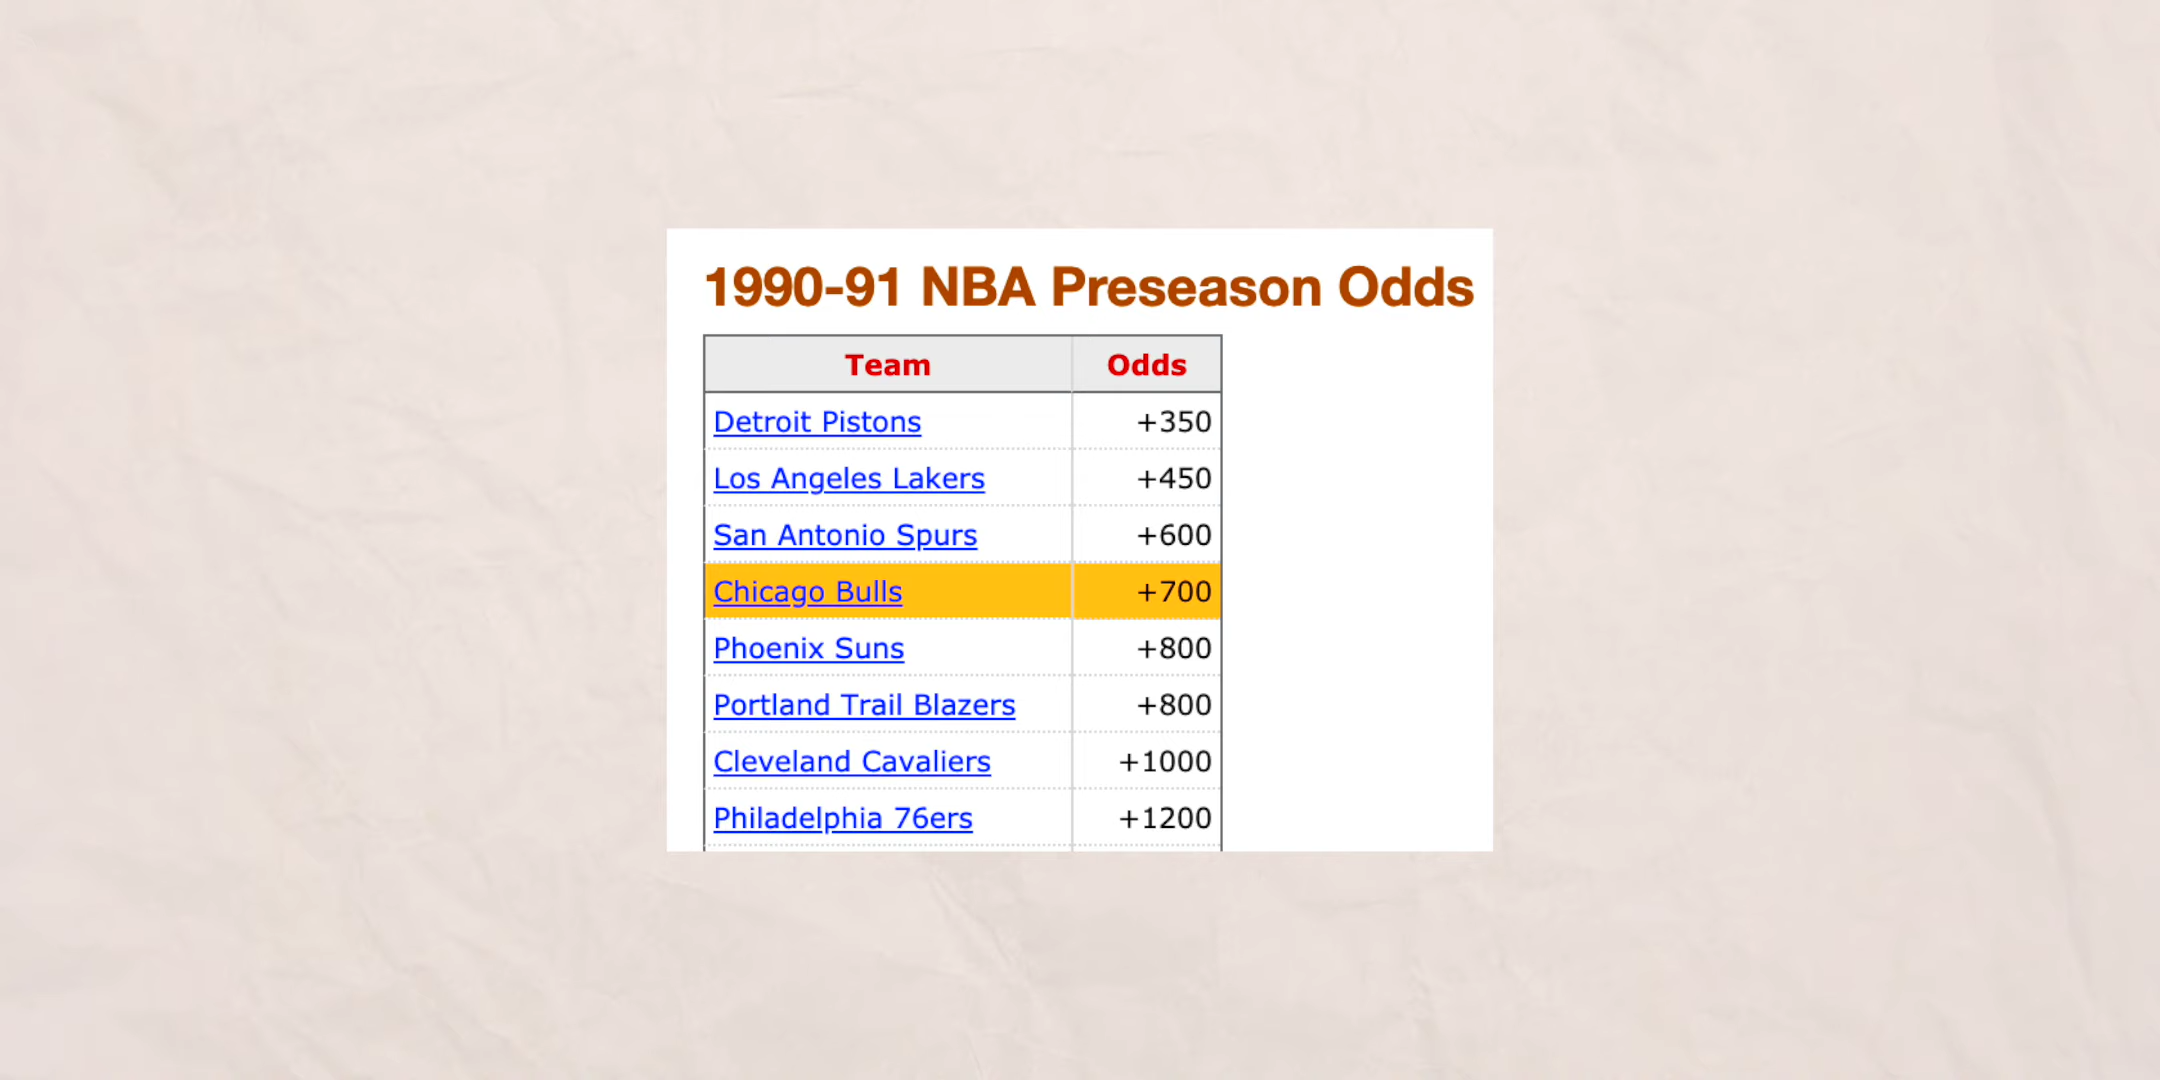 1990-91 NBA Preseason Odds
Team Odds
Detroit Pistons +350
Los Angeles Lakers +450
San Antonio Spurs +600
Chicago Bulls +700
Phoenix Suns +800
Portland Trail Blazers +800
Cleveland Cavaliers +1000
Philadelphia 76ers +1200